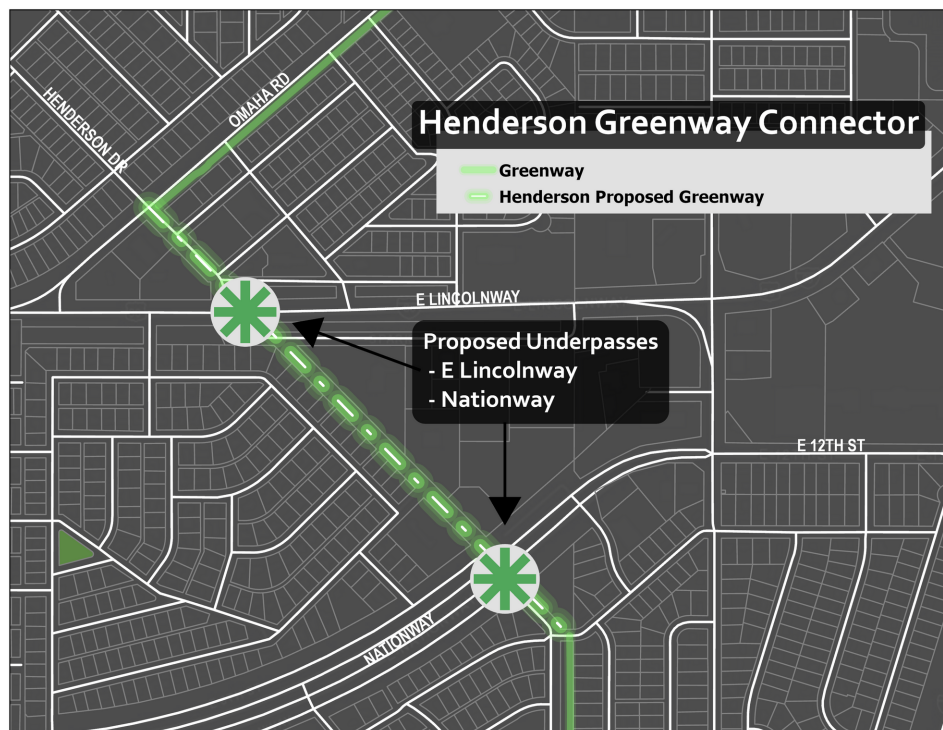 HENDERSON DR
OMAHA RD
Henderson Greenway Connector
Greenway
Henderson Proposed Greenway
E LINCOLNWAY
Proposed Underpasses
- E Lincolnway
- Nationway
E 12TH ST
NATIONWAY